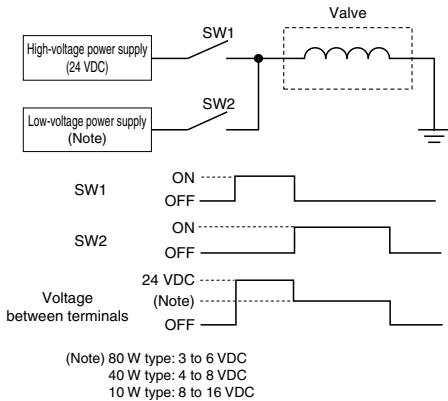 Valve
SW1
High-voltage power supply
(24 VDC)
SW2
Low-voltage power supply
(Note)
SW1
ON
OFF
SW2
ON
OFF
Voltage
between terminals
24 VDC
(Note)
OFF
(Note) 80 W type: 3 to 6 VDC
40 W type: 4 to 8 VDC
10 W type: 8 to 16 VDC